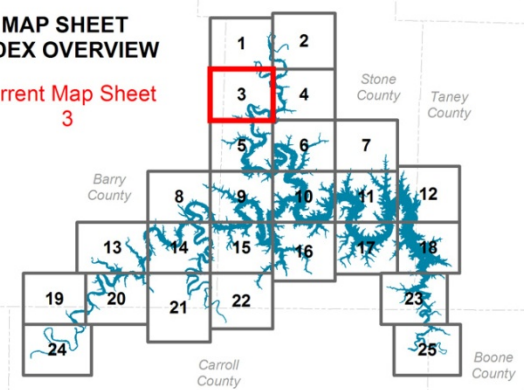 MAP SHEET
DEX OVERVIEW
rrent Map Sheet
3
1
2
3
4
Stone
County
Taney
County
5
6
7
Barry
County
8
9
10
11
12
13
14
15
16
17
18
19
20
21
22
23
24
25
Carroll
County
Boone
County